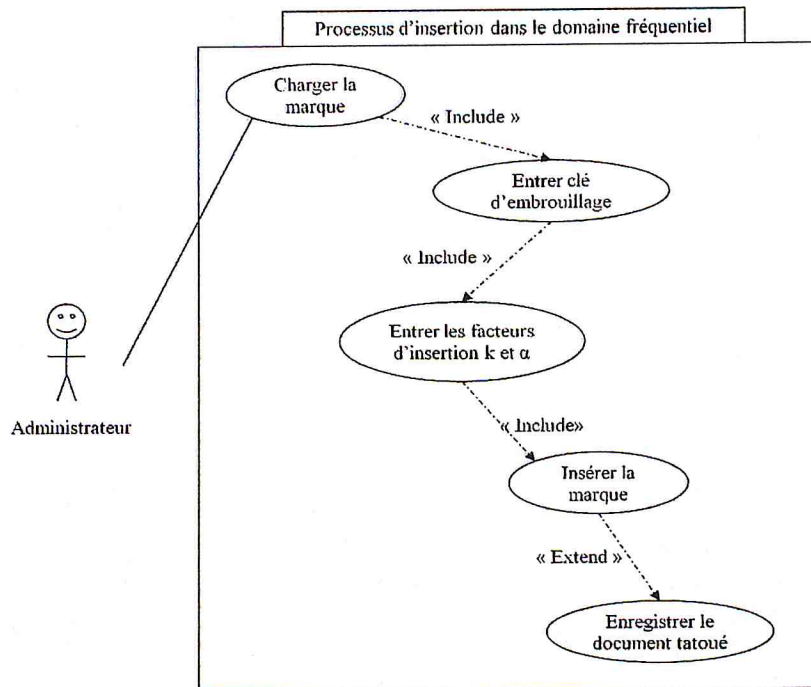 Processus d'insertion dans le domaine fréquentiel
Charger la
marque
« Include »
Entrer clé
d'embrouillage
« Include »
Entrer les facteurs
d'insertion k et α
Administrateur
« Include»
Insérer la
marque
« Extend »
Enregistrer le
document tatoué